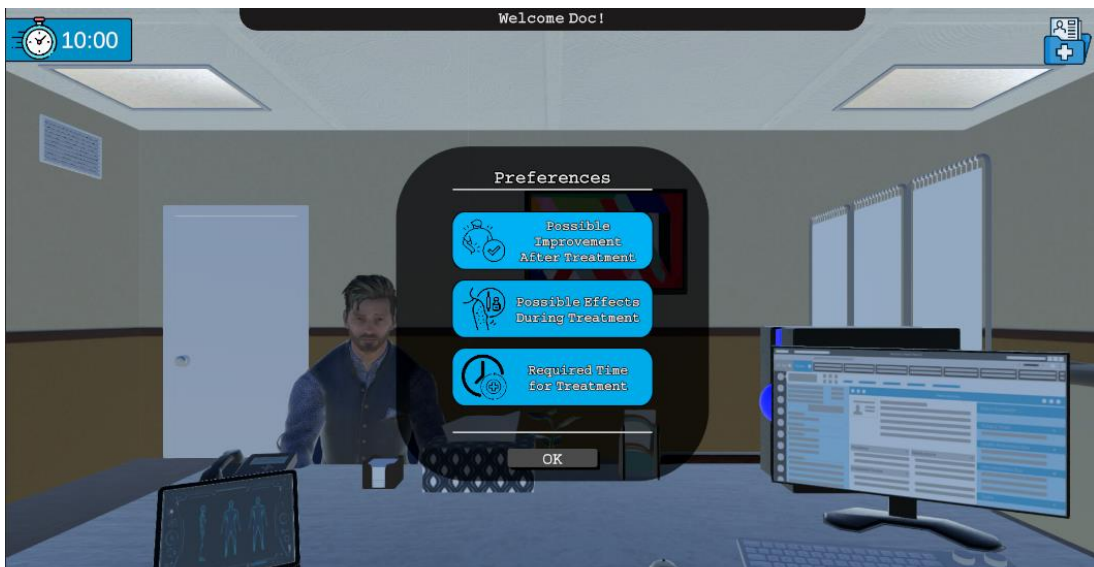 Welcome Doc!
10:00
Preferences
Possible
Improvement
After Treatment
Possible Effects
During Treatment
Required Time
for Treatment
OK